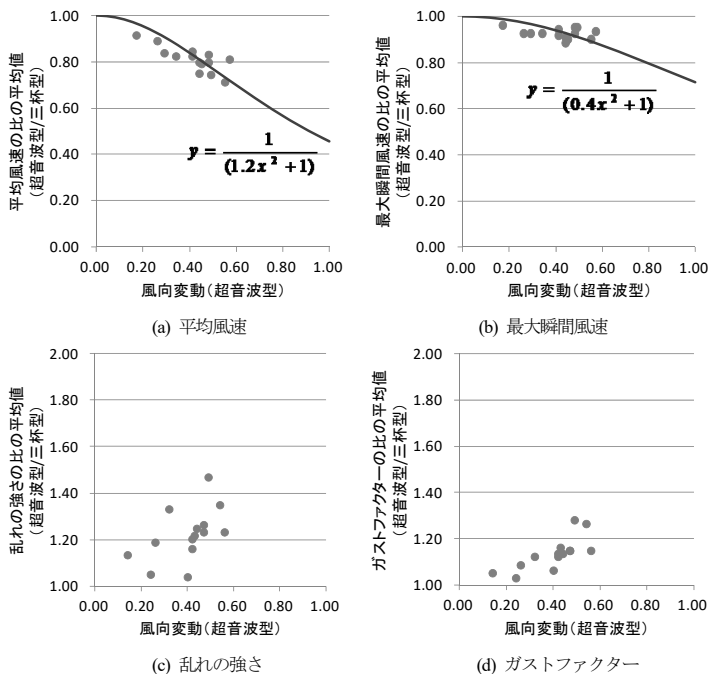 平均風速の比の平均値
(超音波型/三杯型)
1.00
0.80
0.60
0.40
0.20
0.00
y = 1/(1.2x² +1)
0.00 0.20 0.40 0.60 0.80 1.00
風向変動(超音波型)
(a) 平均風速
最大瞬間風速の比の平均値
(超音波型/三杯型)
1.00
0.80
0.60
0.40
0.20
0.00
y = 1/(0.4x² +1)
0.00 0.20 0.40 0.60 0.80 1.00
風向変動(超音波型)
(b) 最大瞬間風速
乱れの強さの比の平均値
(超音波型/三杯型)
2.00
1.80
1.60
1.40
1.20
1.00
0.00 0.20 0.40 0.60 0.80 1.00
風向変動(超音波型)
(c) 乱れの強さ
ガストファクターの比の平均値
(超音波型/三杯型)
2.00
1.80
1.60
1.40
1.20
1.00
0.00 0.20 0.40 0.60 0.80 1.00
風向変動(超音波型)
(d) ガストファクター